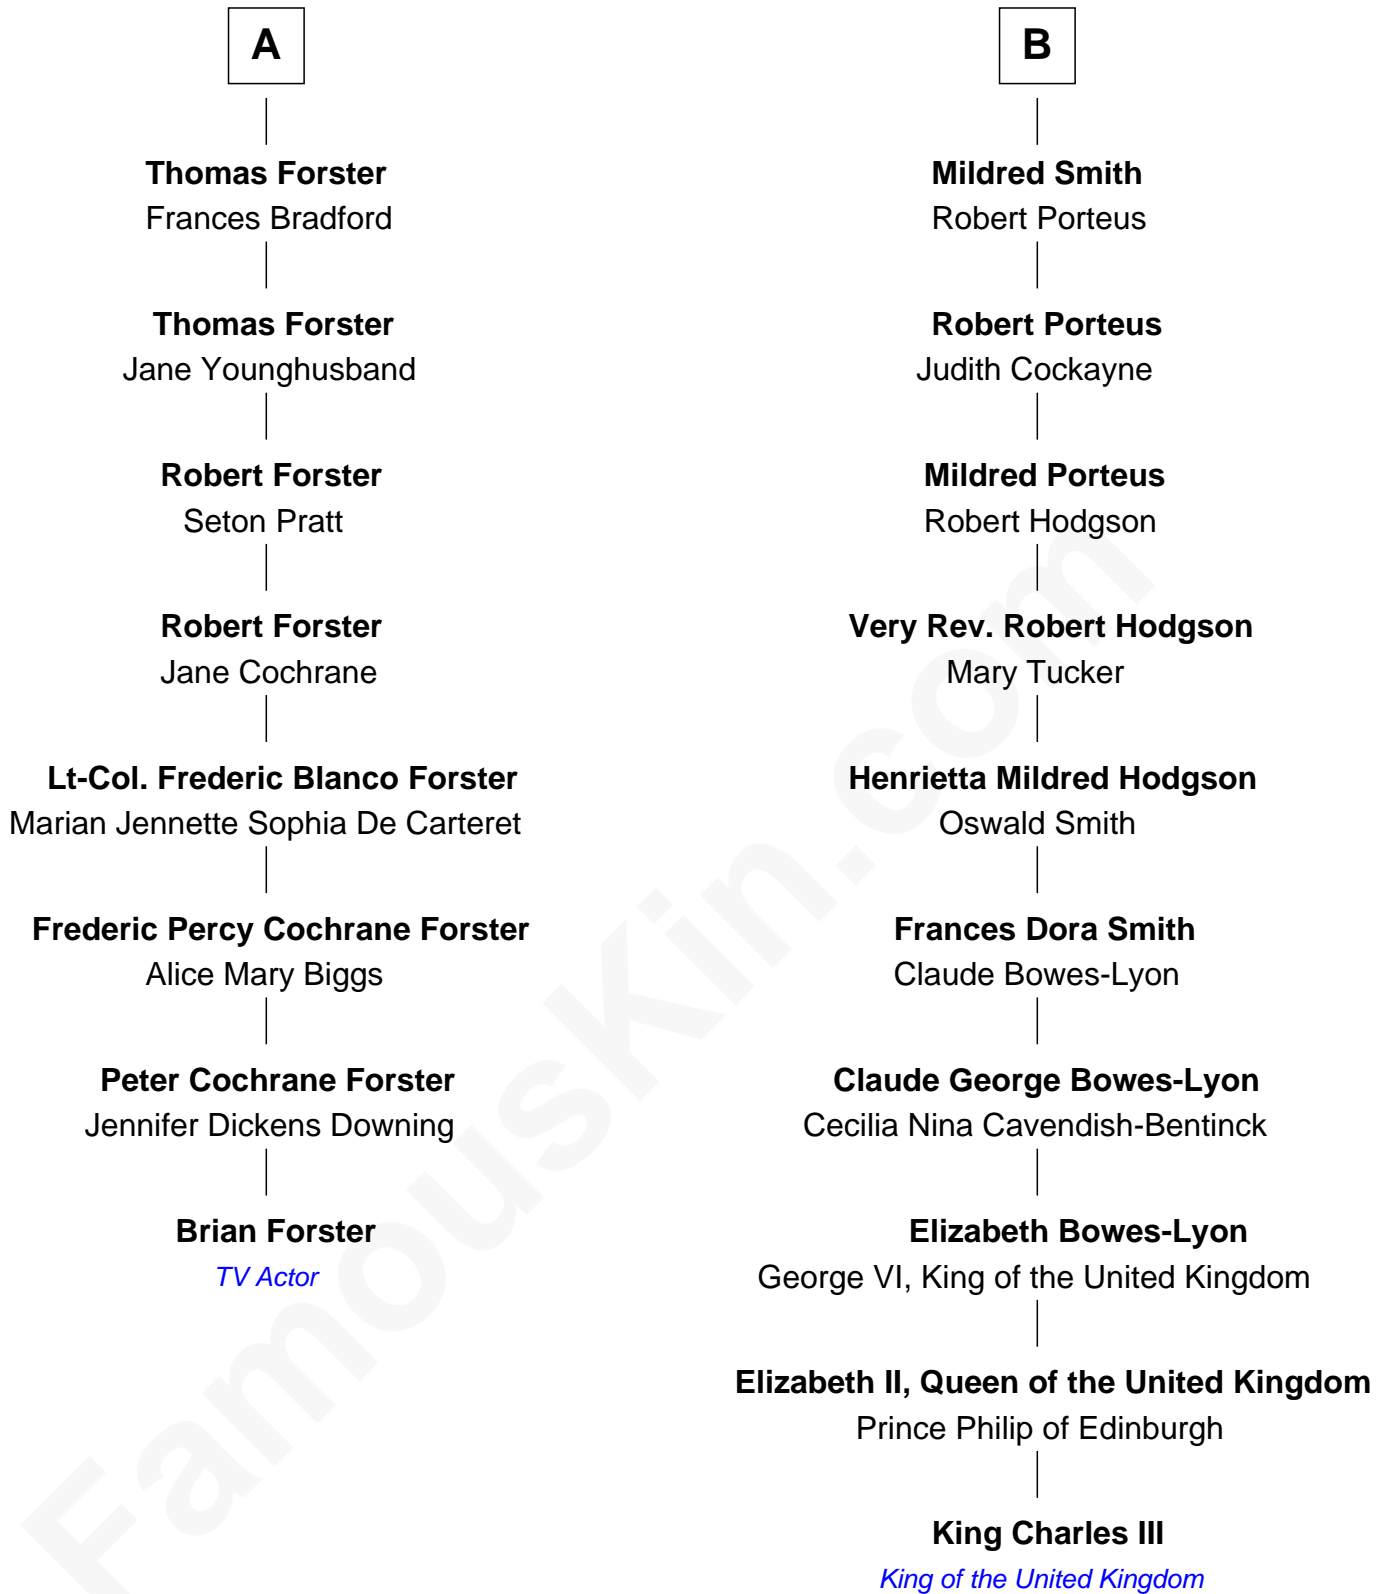 A
Thomas Forster
Frances Bradford
Thomas Forster
Jane Younghusband
Robert Forster
Seton Pratt
Robert Forster
Jane Cochrane
Lt-Col. Frederic Blanco Forster
Marian Jennette Sophia De Carteret
Frederic Percy Cochrane Forster
Alice Mary Biggs
Peter Cochrane Forster
Jennifer Dickens Downing
Brian Forster
TV Actor
B
Mildred Smith
Robert Porteus
Robert Porteus
Judith Cockayne
Mildred Porteus
Robert Hodgson
Very Rev. Robert Hodgson
Mary Tucker
Henrietta Mildred Hodgson
Oswald Smith
Frances Dora Smith
Claude Bowes-Lyon
Claude George Bowes-Lyon
Cecilia Nina Cavendish-Bentinck
Elizabeth Bowes-Lyon
George VI, King of the United Kingdom
Elizabeth II, Queen of the United Kingdom
Prince Philip of Edinburgh
King Charles III
King of the United Kingdom
FamousKin.com